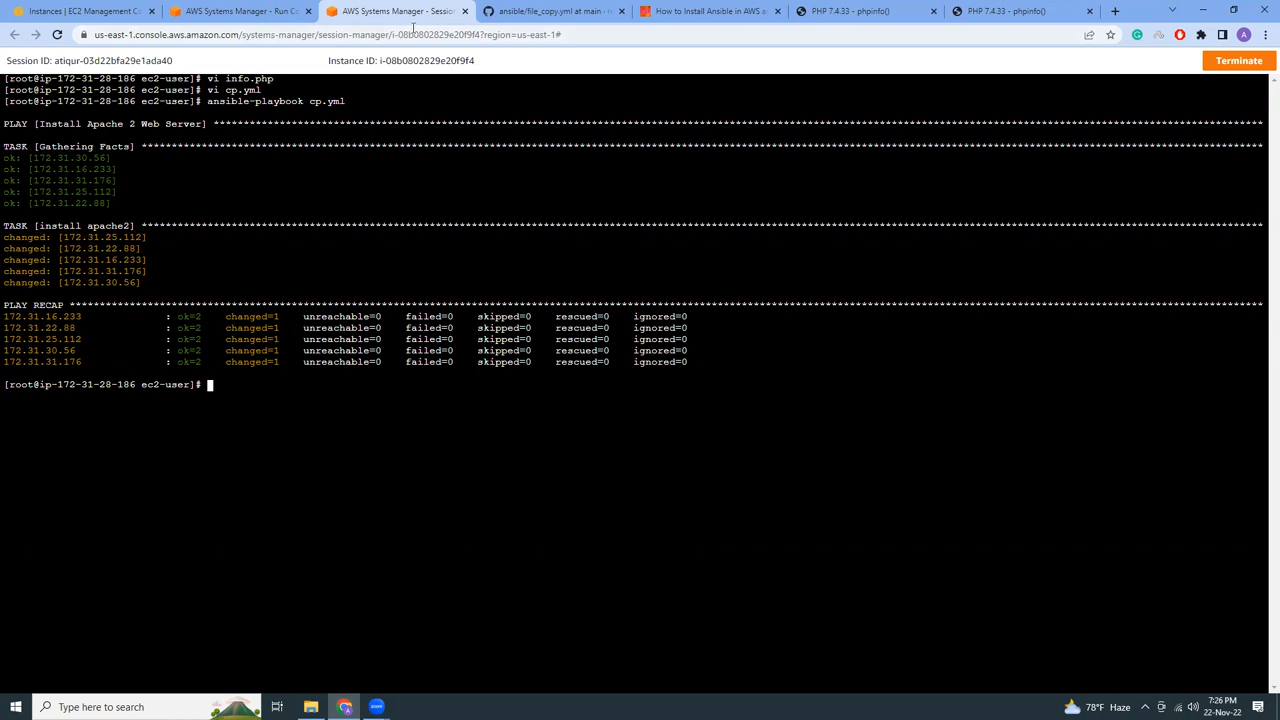 Instances | EC2 Management Co
AWS Systems Manager - Run Co
AWS Systems Manager - Session
ansible/file_copy.yml at main · r
How to Install Ansible in AWS a
PHP 7.4.33 - phpinfo()
PHP 7.4.33 - phpinfo()
us-east-1.console.aws.amazon.com/systems-manager/session-manager/i-08b0802829e20f9f4?region=us-east-1#
A
Session ID: atiqur-03d22bfa29e1ada40
Instance ID: i-08b0802829e20f9f4
Terminate
[root@ip-172-31-28-186 ec2-user]# vi info.php
[root@ip-172-31-28-186 ec2-user]# vi cp.yml
[root@ip-172-31-28-186 ec2-user]# ansible-playbook cp.yml
PLAY [Install Apache 2 Web Server] ****
TASK [Gathering Facts] ****
ok: [172.31.30.56]
ok: [172.31.16.233]
ok: [172.31.31.176]
ok: [172.31.25.112]
ok: [172.31.22.88]
TASK [install apache2] ****
changed: [172.31.25.112]
changed: [172.31.22.88]
changed: [172.31.16.233]
changed: [172.31.31.176]
changed: [172.31.30.56]
PLAY RECAP ****
172.31.16.233 : ok=2 changed=1 unreachable=0 failed=0 skipped=0 rescued=0 ignored=0
172.31.22.88 : ok=2 changed=1 unreachable=0 failed=0 skipped=0 rescued=0 ignored=0
172.31.25.112 : ok=2 changed=1 unreachable=0 failed=0 skipped=0 rescued=0 ignored=0
172.31.30.56 : ok=2 changed=1 unreachable=0 failed=0 skipped=0 rescued=0 ignored=0
172.31.31.176 : ok=2 changed=1 unreachable=0 failed=0 skipped=0 rescued=0 ignored=0
[root@ip-172-31-28-186 ec2-user]#
Type here to search
78°F Haze
7:26 PM
22-Nov-22